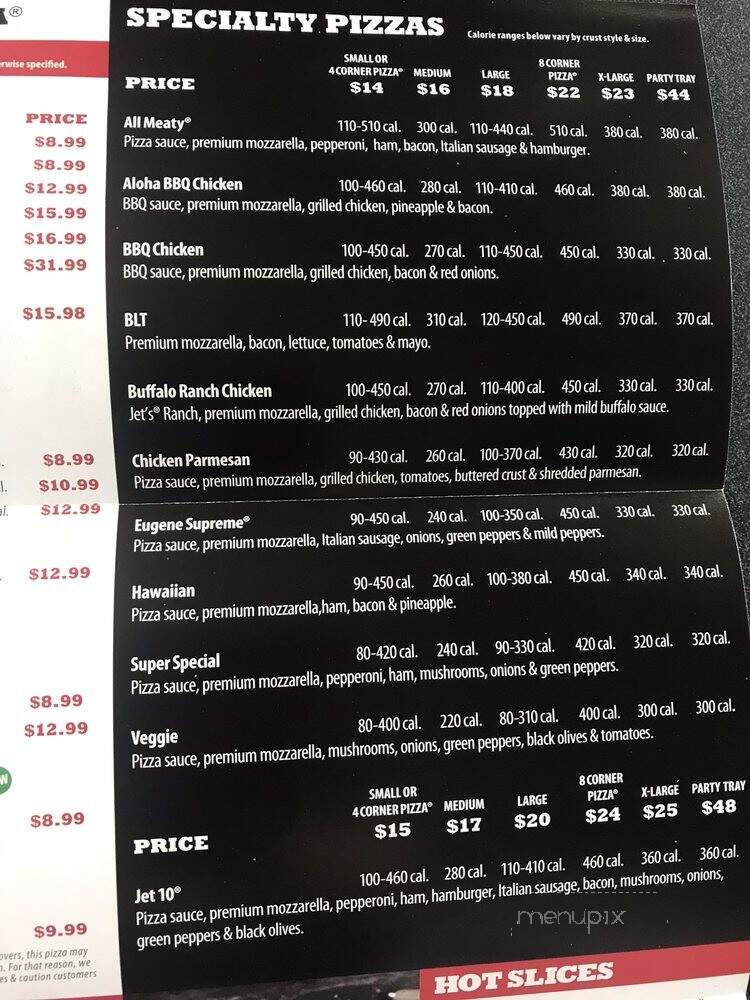 ®
erwise specified.
PRICE
$8.99
$8.99
$12.99
$15.99
$16.99
$31.99
$15.98
$8.99
$10.99
$12.99
$12.99
$8.99
$12.99
$8.99
$9.99
overs, this pizza may
For that reason, we
es & caution customers
SPECIALTY PIZZAS
Calorie ranges below vary by crust style & size.
PRICE
SMALL OR 4 CORNER PIZZA® $14
MEDIUM $16
LARGE $18
8 CORNER PIZZA® $22
X-LARGE $23
PARTY TRAY $44
All Meaty® 110-510 cal. 300 cal. 110-440 cal. 510 cal. 380 cal. 380 cal.
Pizza sauce, premium mozzarella, pepperoni, ham, bacon, Italian sausage & hamburger.
Aloha BBQ Chicken 100-460 cal. 280 cal. 110-410 cal. 460 cal. 380 cal. 380 cal.
BBQ sauce, premium mozzarella, grilled chicken, pineapple & bacon.
BBQ Chicken 100-450 cal. 270 cal. 110-450 cal. 450 cal. 330 cal. 330 cal.
BBQ sauce, premium mozzarella, grilled chicken, bacon & red onions.
BLT 110-490 cal. 310 cal. 120-450 cal. 490 cal. 370 cal. 370 cal.
Premium mozzarella, bacon, lettuce, tomatoes & mayo.
Buffalo Ranch Chicken 100-450 cal. 270 cal. 110-400 cal. 450 cal. 330 cal. 330 cal.
Jet's® Ranch, premium mozzarella, grilled chicken, bacon & red onions topped with mild buffalo sauce.
Chicken Parmesan 90-430 cal. 260 cal. 100-370 cal. 430 cal. 320 cal. 320 cal.
Pizza sauce, premium mozzarella, grilled chicken, tomatoes, buttered crust & shredded parmesan.
Eugene Supreme® 90-450 cal. 240 cal. 100-350 cal. 450 cal. 330 cal. 330 cal.
Pizza sauce, premium mozzarella, Italian sausage, onions, green peppers & mild peppers.
Hawaiian 90-450 cal. 260 cal. 100-380 cal. 450 cal. 340 cal. 340 cal.
Pizza sauce, premium mozzarella,ham, bacon & pineapple.
Super Special 80-420 cal. 240 cal. 90-330 cal. 420 cal. 320 cal. 320 cal.
Pizza sauce, premium mozzarella, pepperoni, ham, mushrooms, onions & green peppers.
Veggie 80-400 cal. 220 cal. 80-310 cal. 400 cal. 300 cal. 300 cal.
Pizza sauce, premium mozzarella, mushrooms, onions, green peppers, black olives & tomatoes.
PRICE
SMALL OR 4 CORNER PIZZA® $15
MEDIUM $17
LARGE $20
8 CORNER PIZZA® $24
X-LARGE $25
PARTY TRAY $48
Jet 10® 100-460 cal. 280 cal. 110-410 cal. 460 cal. 360 cal. 360 cal.
Pizza sauce, premium mozzarella, pepperoni, ham, hamburger, Italian sausage, bacon, mushrooms, onions,
green peppers & black olives.
menupix
HOT SLICES